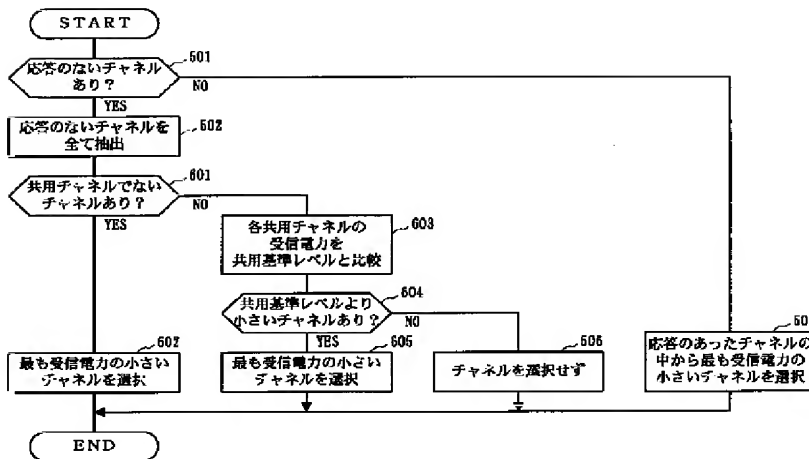 START
応答のないチャネル
あり?
501
NO
YES
応答のないチャネルを
全て抽出
502
共用チャネルでない
チャネルあり?
601
NO
YES
各共用チャネルの
受信電力を
共用基準レベルと比較
603
共用基準レベルより
小さいチャネルあり?
604
NO
YES
最も受信電力の小さい
チャネルを選択
602
最も受信電力の小さい
チャネルを選択
605
チャネルを選択せず
606
応答のあったチャネルの
中から最も受信電力の
小さいチャネルを選択
END